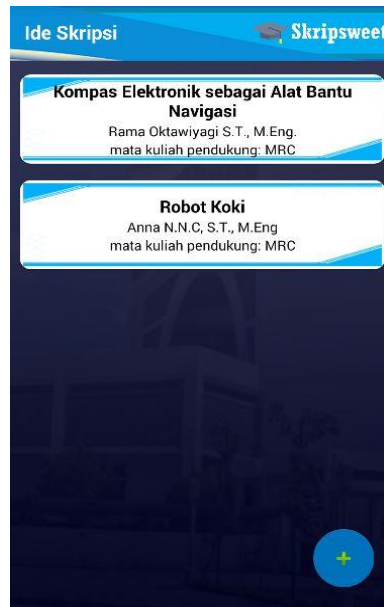 Ide Skripsi
Skripsweet
Kompas Elektronik sebagai Alat Bantu
Navigasi
Rama Oktawiyagi S.T., M.Eng.
mata kuliah pendukung: MRC
Robot Koki
Anna N.N.C, S.T., M.Eng
mata kuliah pendukung: MRC
+